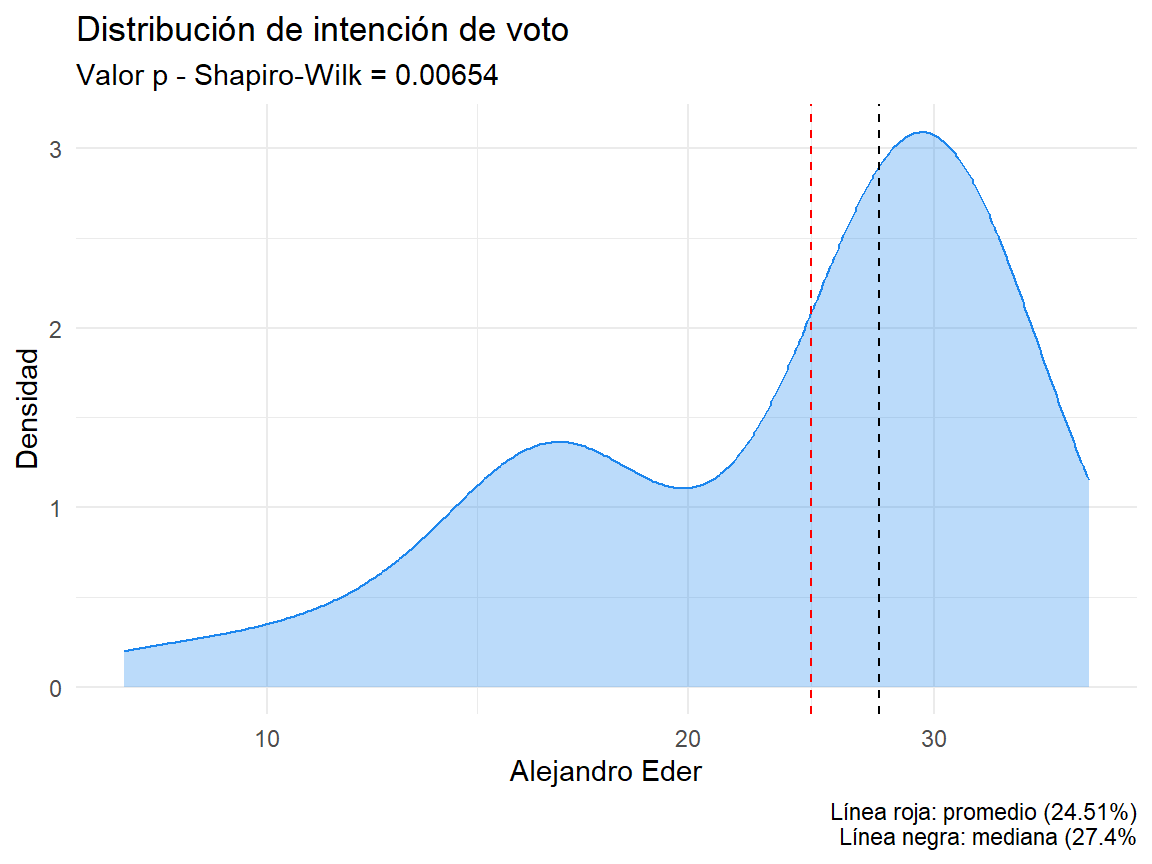 Distribución de intención de voto
Valor p - Shapiro-Wilk = 0.00654
Densidad
3
2
1
0
10
20
30
Alejandro Eder
Línea roja: promedio (24.51%)
Línea negra: mediana (27.4%